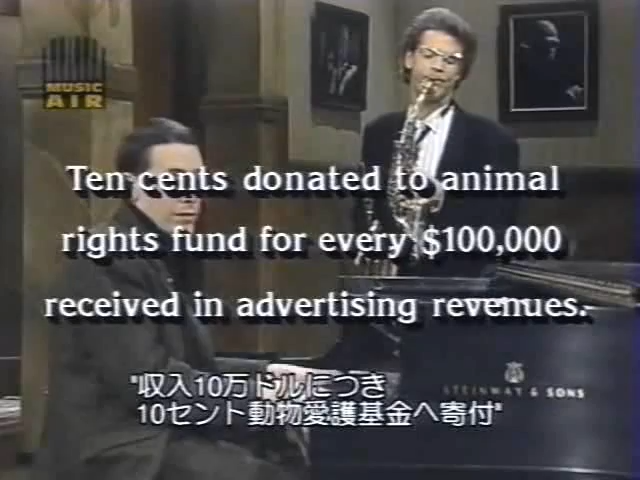 MUSIC
AIR
Ten cents donated to animal
rights fund for every $100,000
received in advertising revenues.
STEINWAY & SONS
"収入10万ドルにつき
10セント動物愛護基金へ寄付"